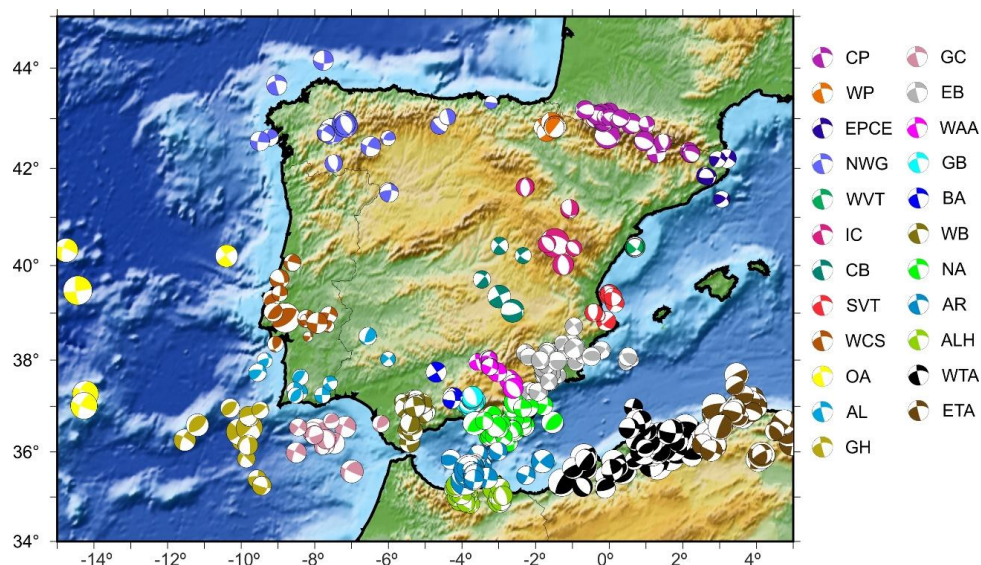 44°
42°
40°
38°
36°
34°
-14°
-12°
-10°
-8°
-6°
-4°
-2°
0°
2°
4°
CP
WP
EPCE
NWG
WVT
IC
CB
SVT
WCS
OA
AL
GH
GC
EB
WAA
GB
BA
WB
NA
AR
ALH
WTA
ETA